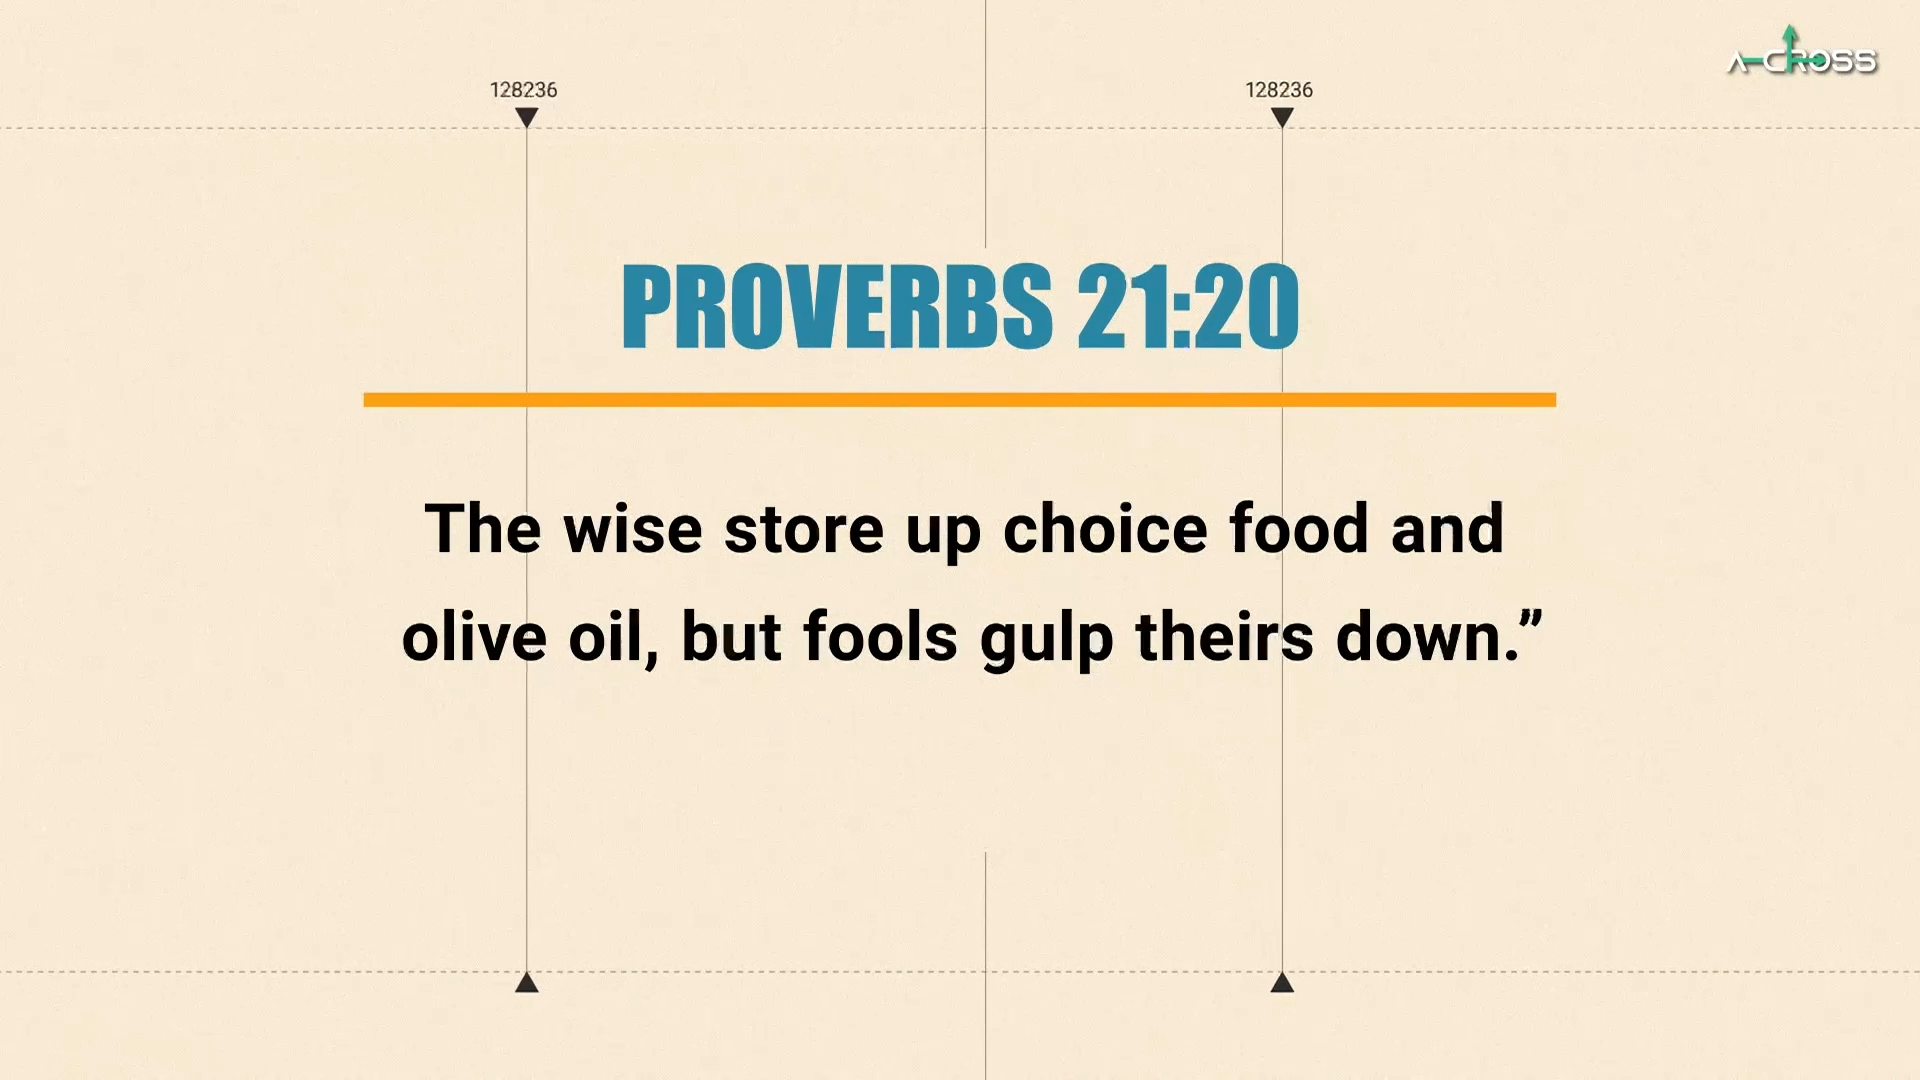 A-CROSS
128236 128236
PROVERBS 21:20
The wise store up choice food and
olive oil, but fools gulp theirs down.”